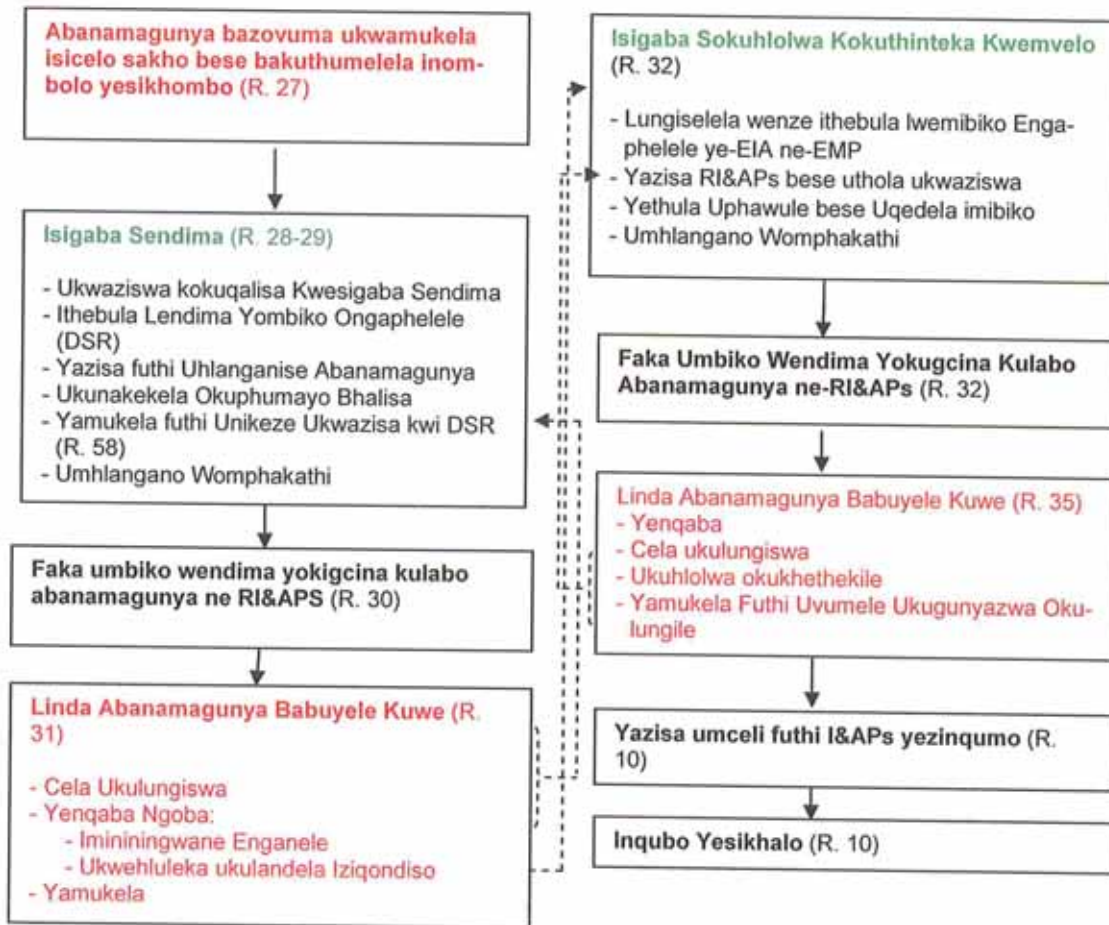 Abanamagunya bazovuma ukwamukela
isicelo sakho bese bakuthumelela inom-
bolo yesikhombo (R. 27)
Isigaba Sendima (R. 28-29)
- Ukwaziswa kokuqalisa Kwesigaba Sendima
- Ithebula Lendima Yombiko Ongaphelele
(DSR)
- Yazisa futhi Uhlanganise Abanamagunya
- Ukunakekela Okuphumayo Bhalisa
- Yamukela futhi Unikeze Ukwazisa kwi DSR
(R. 58)
- Umhlangano Womphakathi
Faka umbiko wendima yokigcina kulabo
abanamagunya ne RI&APS (R. 30)
Linda Abanamagunya Babuyele Kuwe (R.
31)
- Cela Ukulungiswa
- Yenqaba Ngoba:
- Imininingwane Enganele
- Ukwehluleka ukulandela Iziqondiso
- Yamukela
Isigaba Sokuhlolwa Kokuthinteka Kwemvelo
(R. 32)
- Lungiselela wenze ithebula lwemibiko Enga-
phelele ye-EIA ne-EMP
- Yazisa RI&APs bese uthola ukwaziswa
- Yethula Uphawule bese Uqedela imibiko
- Umhlangano Womphakathi
Faka Umbiko Wendima Yokugcina Kulabo
Abanamagunya ne-RI&APs (R. 32)
Linda Abanamagunya Babuyele Kuwe (R. 35)
- Yenqaba
- Cela ukulungiswa
- Ukuhlolwa okukhethekile
- Yamukela Futhi Uvumele Ukugunyazwa Oku-
lungile
Yazisa umceli futhi I&APs yezinqumo (R.
10)
Inqubo Yesikhalo (R. 10)